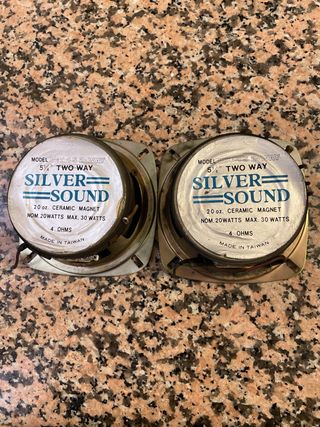 MODEL
5¼" TWO WAY
SILVER
SOUND
20 oz. CERAMIC MAGNET
NOM. 20WATTS MAX. 30 WATTS
4 OHMS
MADE IN TAIWAN
MODEL
5¼" TWO WAY
SILVER
SOUND
20 oz. CERAMIC MAGNET
NOM. 20WATTS MAX. 30 WATTS
4 OHMS
MADE IN TAIWAN